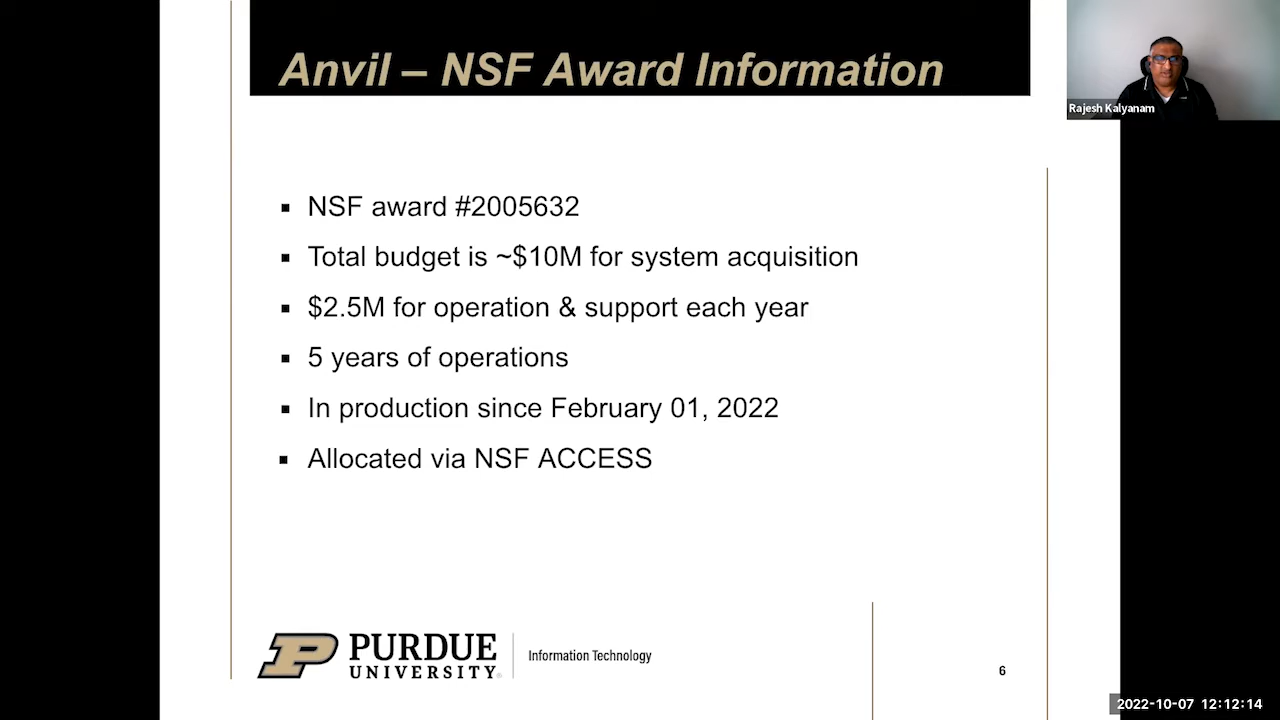 Anvil – NSF Award Information
Rajesh Kalyanam
▪ NSF award #2005632
▪ Total budget is ~$10M for system acquisition
▪ $2.5M for operation & support each year
▪ 5 years of operations
▪ In production since February 01, 2022
▪ Allocated via NSF ACCESS
PURDUE
UNIVERSITY®
Information Technology
6
2022-10-07 12:12:14